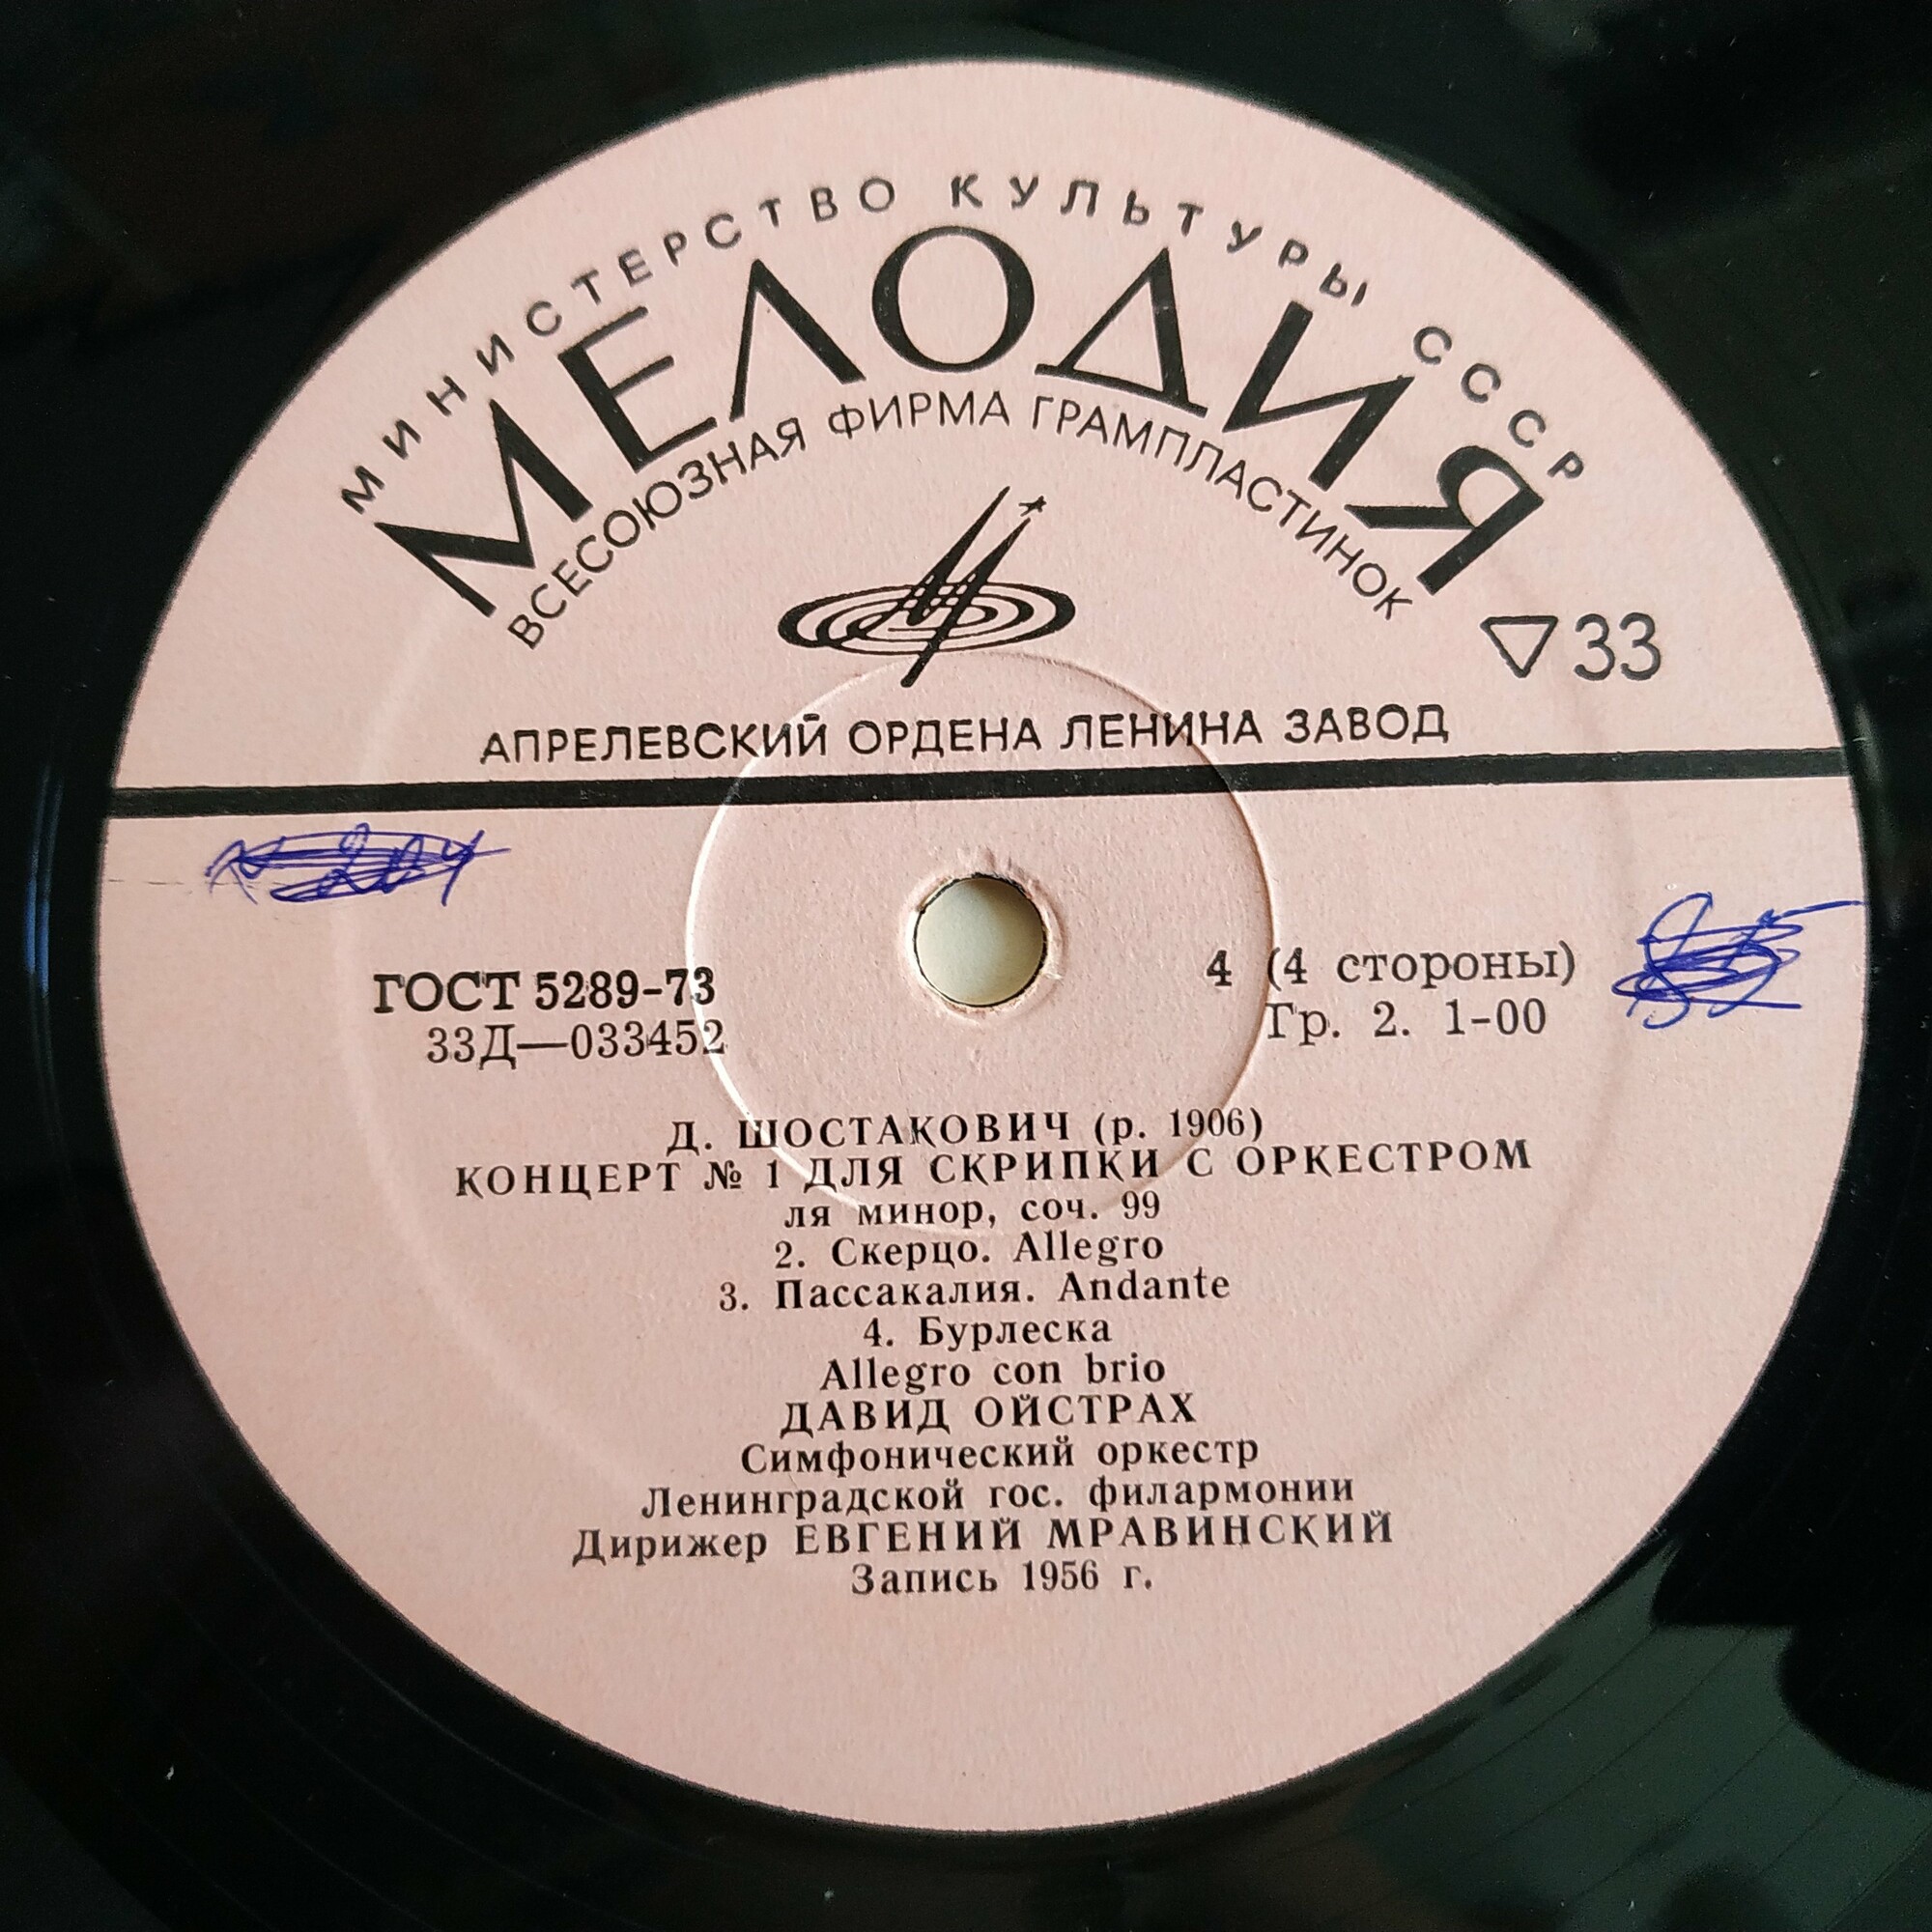 МИНИСТЕРСТВО КУЛЬТУРЫ СССР
МЕЛОДИЯ
ВСЕСОЮЗНАЯ ФИРМА ГРАМПЛАСТИНОК
33
АПРЕЛЕВСКИЙ ОРДЕНА ЛЕНИНА ЗАВОД
ГОСТ 5289-73
33Д—033452
4 (4 стороны)
Гр. 2. 1-00
Д. ШОСТАКОВИЧ (р. 1906)
КОНЦЕРТ № 1 ДЛЯ СКРИПКИ С ОРКЕСТРОМ
ля минор, соч. 99
2. Скерцо. Allegro
3. Пассакалия. Andante
4. Бурлеска
Allegro con brio
ДАВИД ОЙСТРАХ
Симфонический оркестр
Ленинградской гос. филармонии
Дирижер ЕВГЕНИЙ МРАВИНСКИЙ
Запись 1956 г.